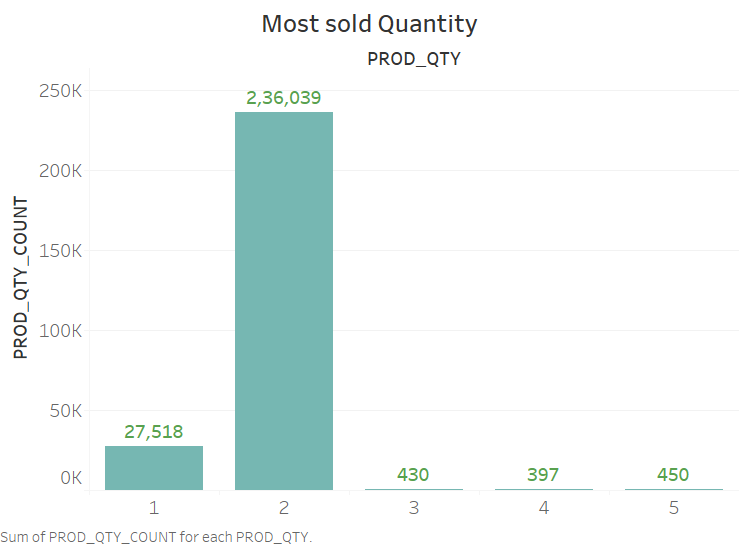 Most sold Quantity
PROD_QTY
PROD_QTY_COUNT
250K
200K
150K
100K
50K
0K
27,518
2,36,039
430
397
450
1
2
3
4
5
Sum of PROD_QTY_COUNT for each PROD_QTY.